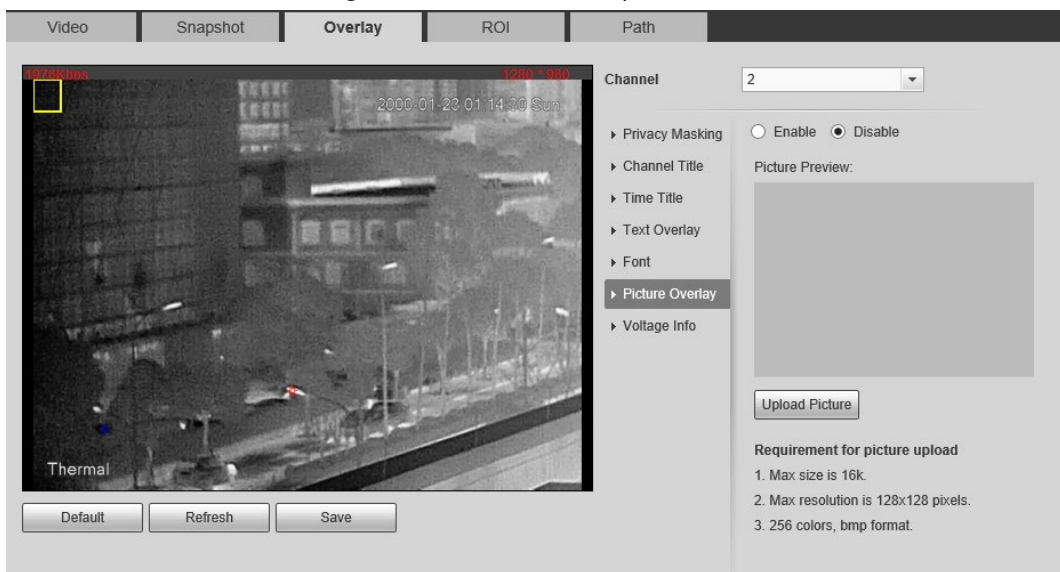 Video Snapshot Overlay ROI Path
1976Kbps 1280 * 960
2000-01-23 01:14:30 Sun
Thermal
Default Refresh Save
Channel 2
Privacy Masking
Channel Title
Time Title
Text Overlay
Font
Picture Overlay
Voltage Info
Enable Disable
Picture Preview:
Upload Picture
Requirement for picture upload
1. Max size is 16k.
2. Max resolution is 128x128 pixels.
3. 256 colors, bmp format.